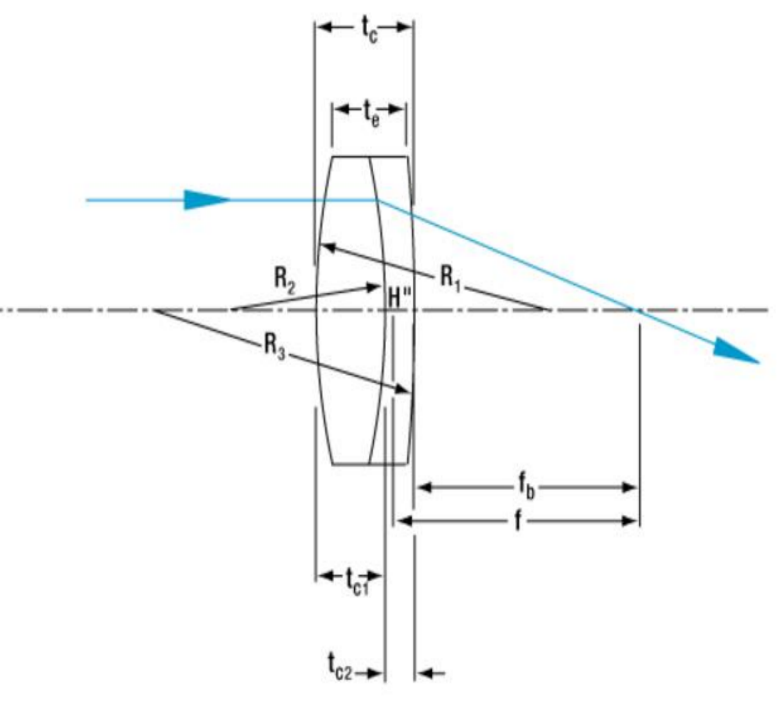 t_c
t_e
R_2
H"
R_1
R_3
f_b
f
t_c1
t_c2